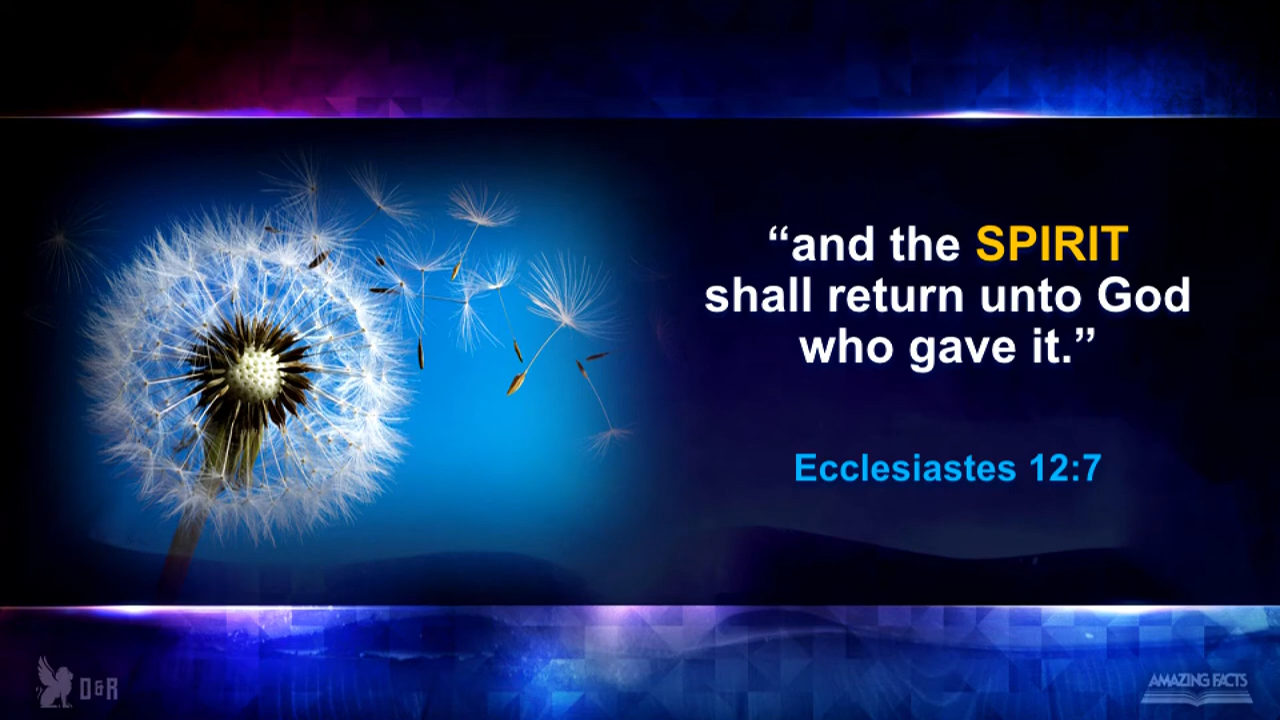 “and the SPIRIT
shall return unto God
who gave it.”
Ecclesiastes 12:7
D&R
AMAZING FACTS